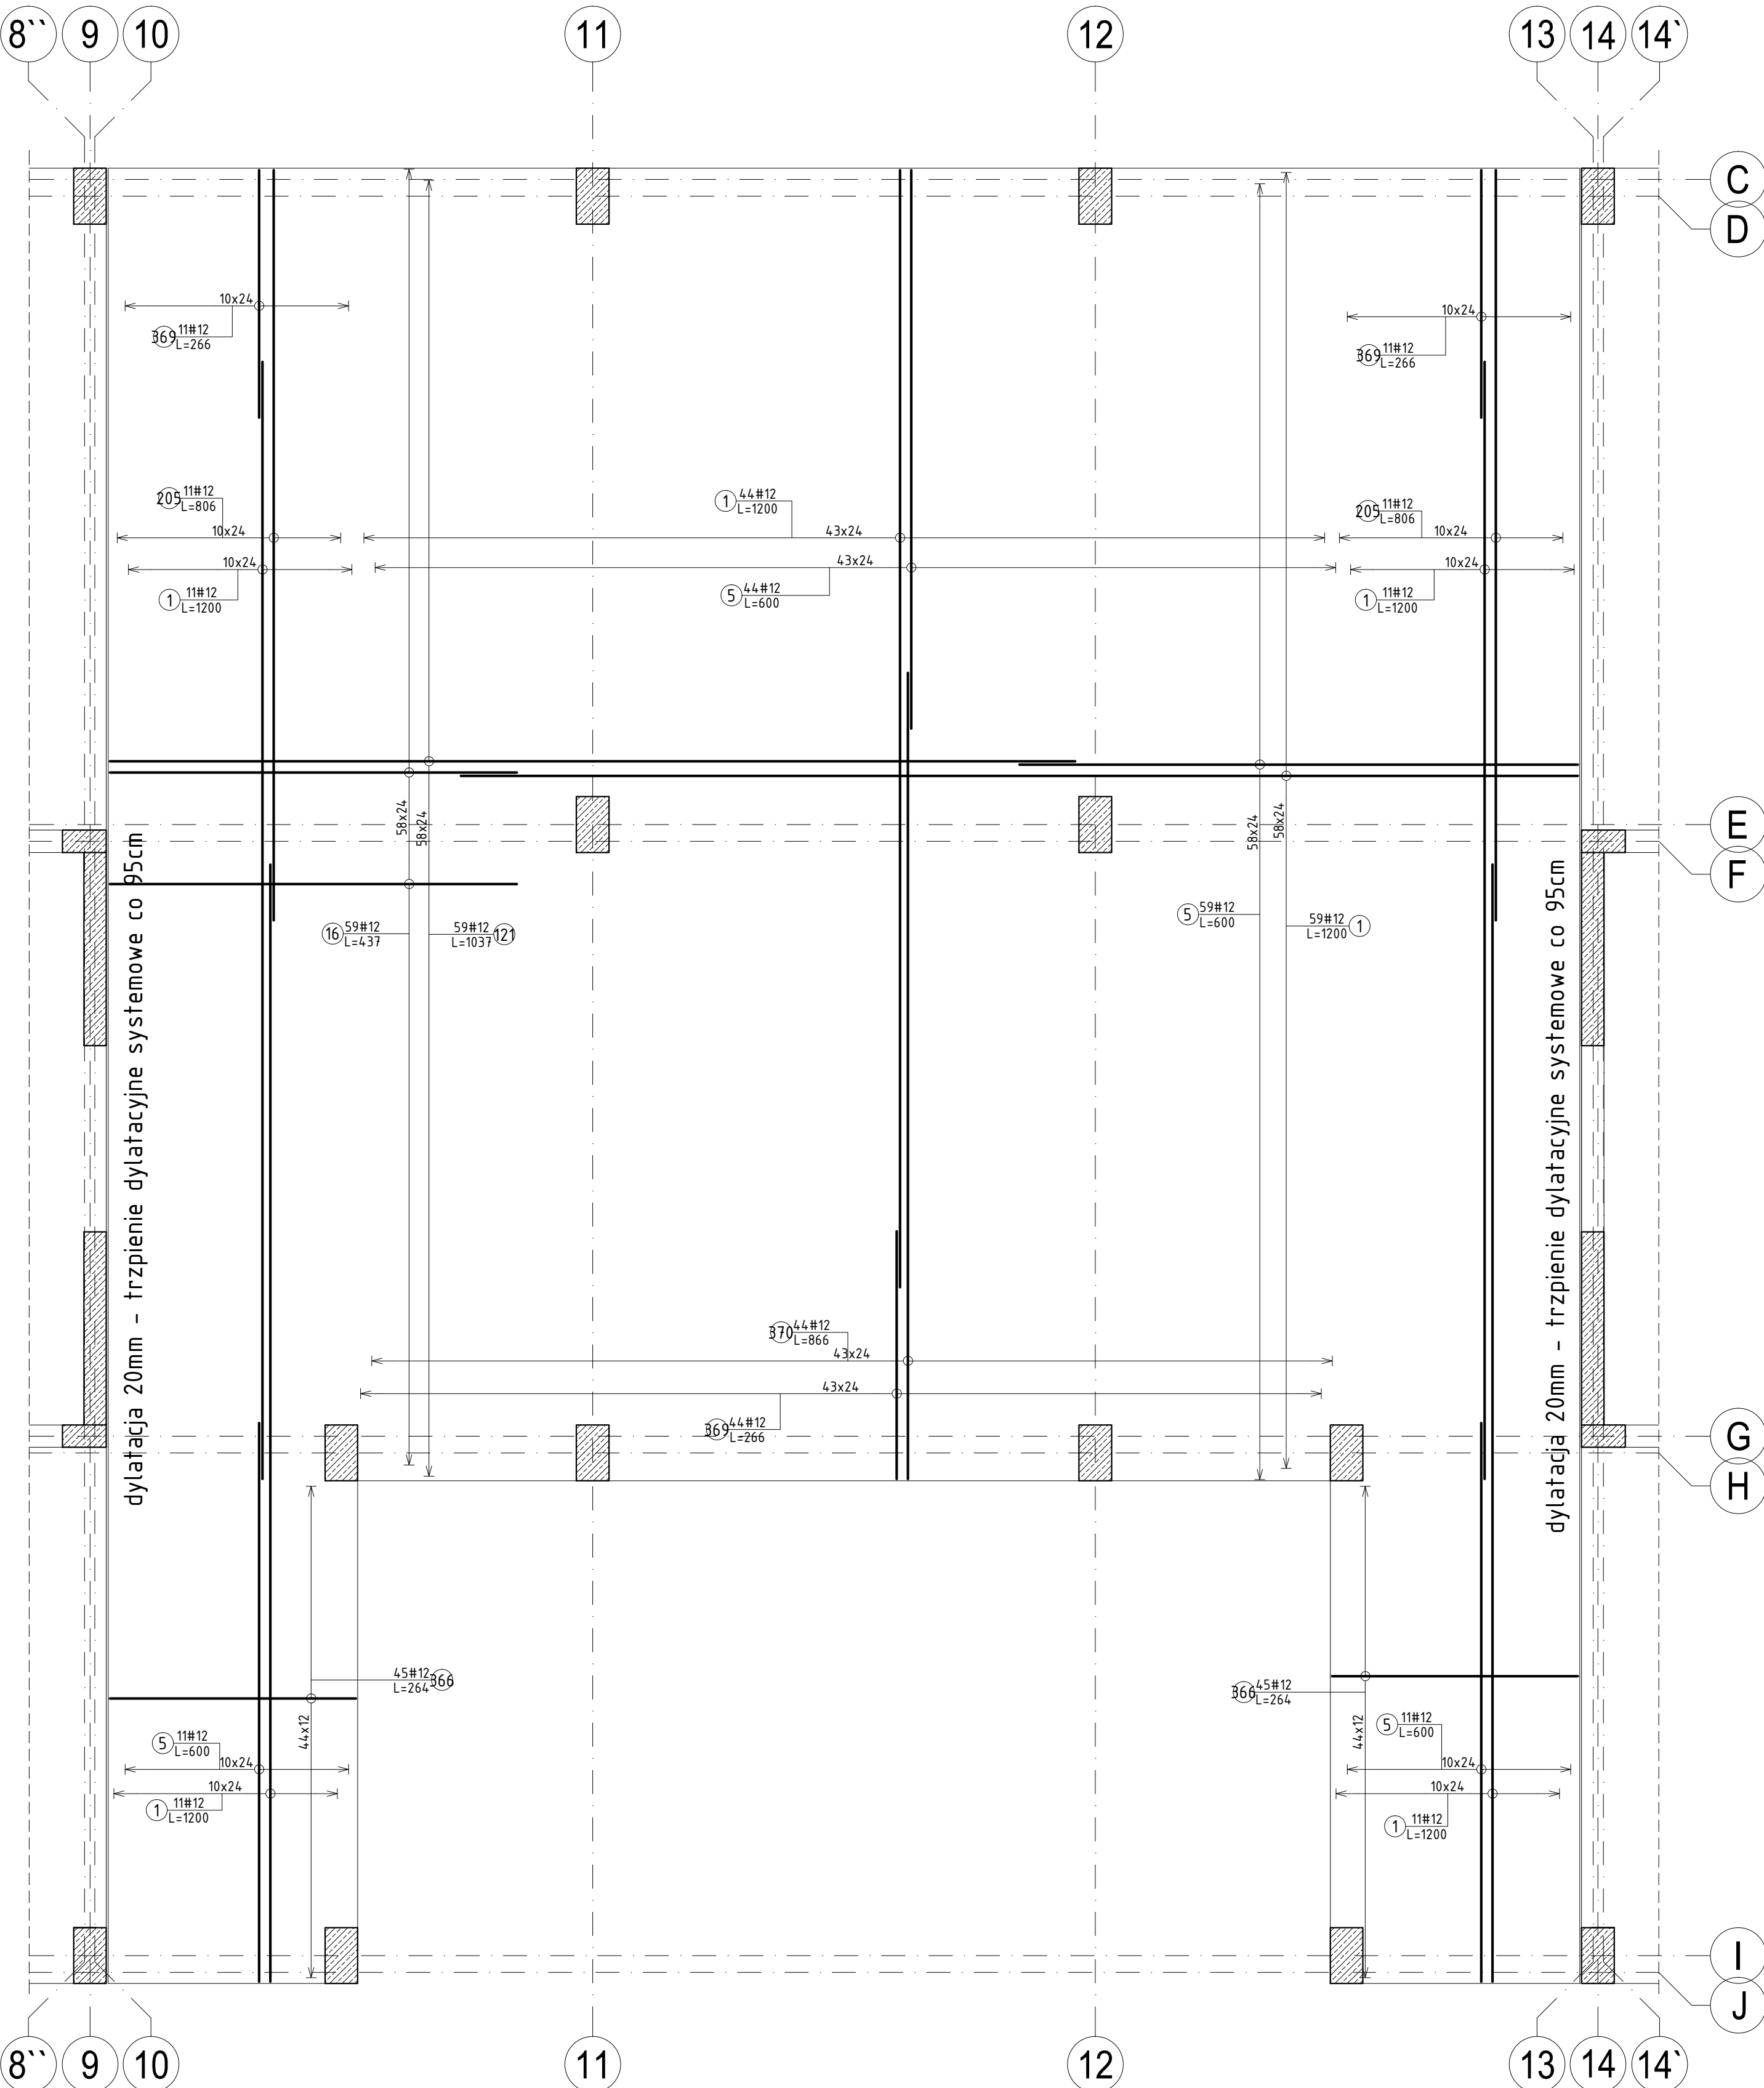 8`` 9 10 11 12 13 14 14`
C
D
10x24
369 11#12
L=266
10x24
369 11#12
L=266
205 11#12
L=806
10x24
10x24
1 11#12
L=1200
1 44#12
L=1200
43x24
43x24
5 44#12
L=600
205 11#12
L=806
10x24
10x24
1 11#12
L=1200
58x24
58x24
58x24
58x24
E
F
dylatacja 20mm - trzpienie dylatacyjne systemowe co 95cm
16 59#12
L=437
59#12 121
L=1037
5 59#12
L=600
59#12 1
L=1200
dylatacja 20mm - trzpienie dylatacyjne systemowe co 95cm
370 44#12
L=866
43x24
43x24
369 44#12
L=266
G
H
45#12 366
L=264
44x12
366 45#12
L=264
44x12
5 11#12
L=600
10x24
10x24
1 11#12
L=1200
5 11#12
L=600
10x24
10x24
1 11#12
L=1200
I
J
8`` 9 10 11 12 13 14 14`